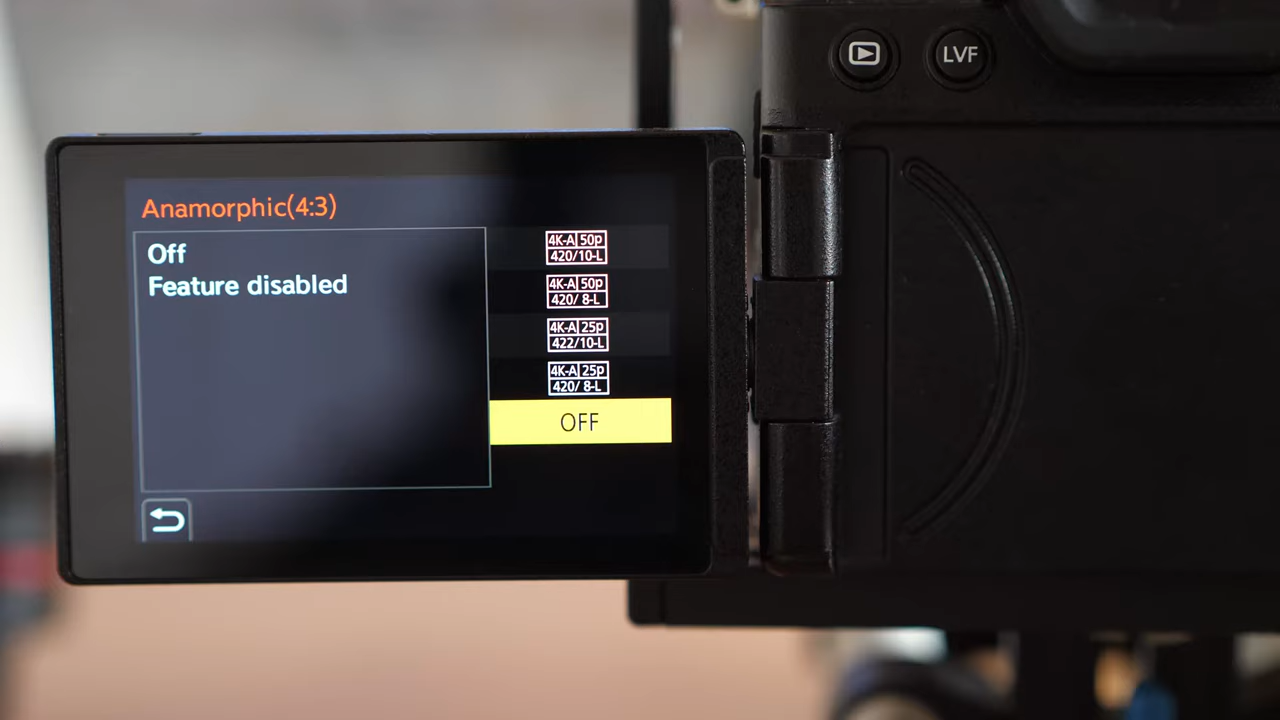 LVF
Anamorphic(4:3)
Off
Feature disabled
4K-A 50p
420/10-L
4K-A 50p
420/ 8-L
4K-A 25p
422/10-L
4K-A 25p
420/ 8-L
OFF